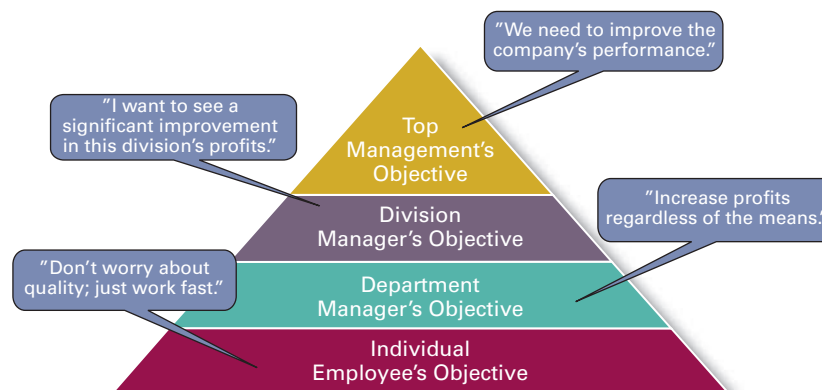 "We need to improve the
company's performance."
"I want to see a
significant improvement
in this division's profits."
Top
Management's
Objective
"Increase profits
regardless of the means."
Division
Manager's Objective
"Don't worry about
quality; just work fast."
Department
Manager's Objective
Individual
Employee's Objective